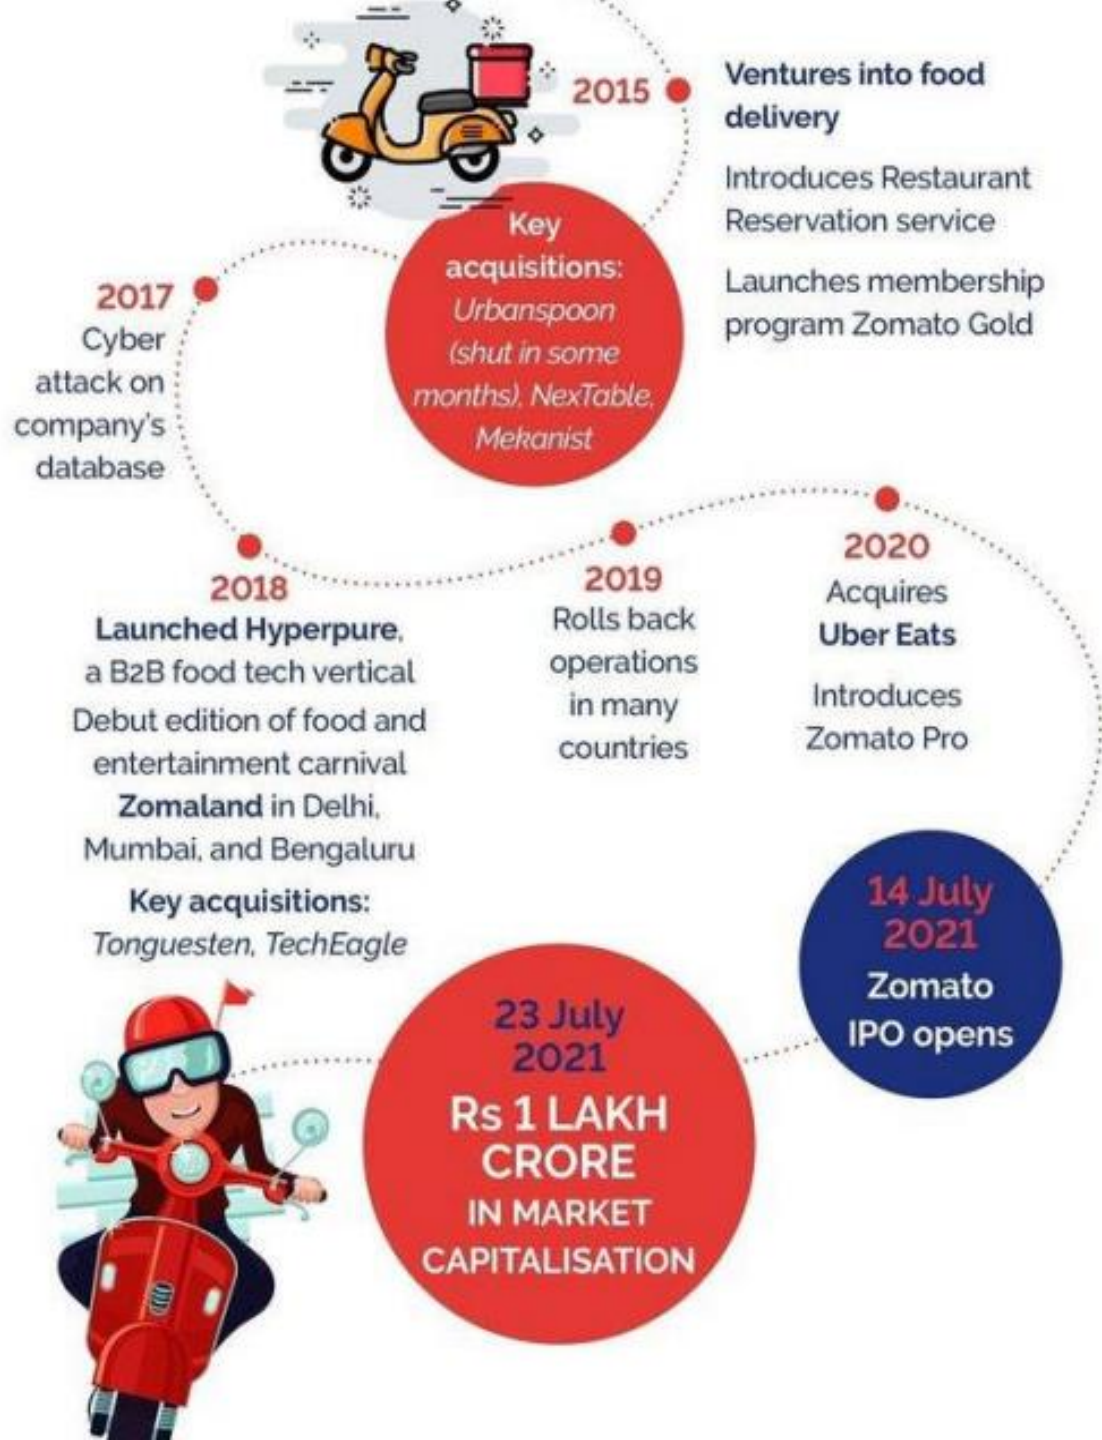 2015
Ventures into food
delivery
Introduces Restaurant
Reservation service
Launches membership
program Zomato Gold
Key
acquisitions:
Urbanspoon
(shut in some
months), NexTable,
Mekanist
2017
Cyber
attack on
company's
database
2018
Launched Hyperpure,
a B2B food tech vertical
Debut edition of food and
entertainment carnival
Zomaland in Delhi,
Mumbai, and Bengaluru
Key acquisitions:
Tonguesten, TechEagle
2019
Rolls back
operations
in many
countries
2020
Acquires
Uber Eats
Introduces
Zomato Pro
14 July
2021
Zomato
IPO opens
23 July
2021
Rs 1 LAKH
CRORE
IN MARKET
CAPITALISATION